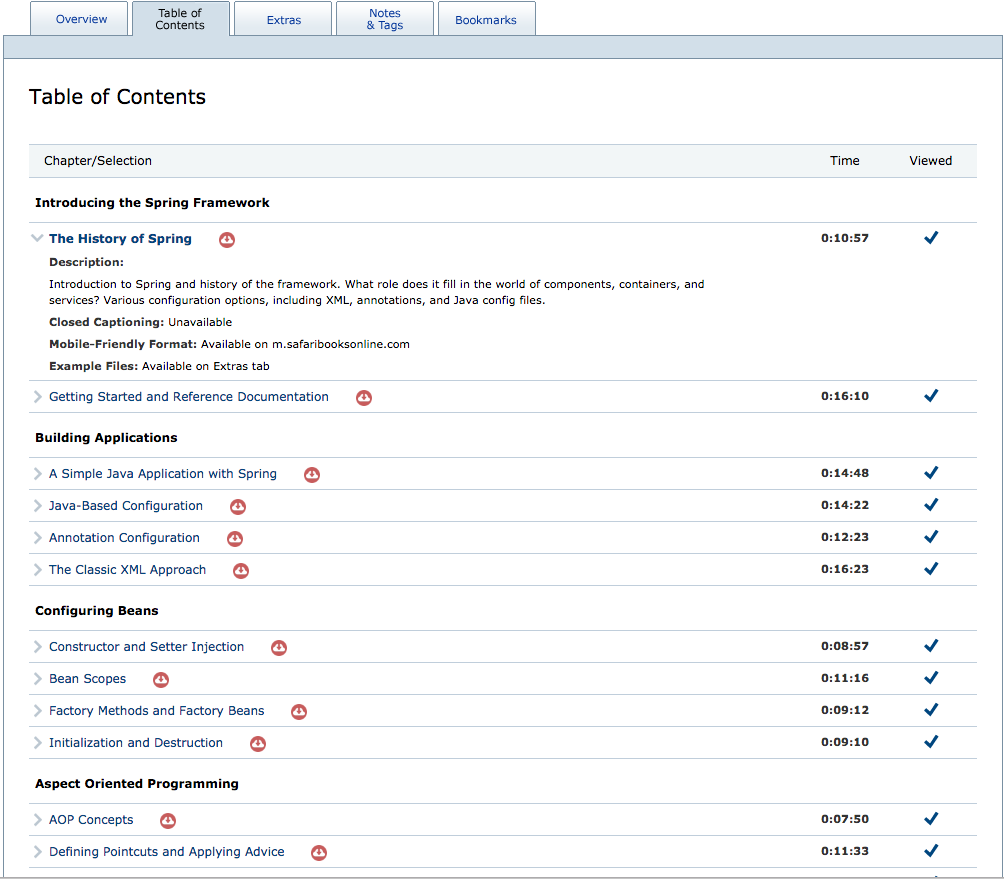 Overview
Table of
Contents
Extras
Notes
& Tags
Bookmarks
Table of Contents
Chapter/Selection Time Viewed
Introducing the Spring Framework
The History of Spring 0:10:57
Description:
Introduction to Spring and history of the framework. What role does it fill in the world of components, containers, and
services? Various configuration options, including XML, annotations, and Java config files.
Closed Captioning: Unavailable
Mobile-Friendly Format: Available on m.safaribooksonline.com
Example Files: Available on Extras tab
Getting Started and Reference Documentation 0:16:10
Building Applications
A Simple Java Application with Spring 0:14:48
Java-Based Configuration 0:14:22
Annotation Configuration 0:12:23
The Classic XML Approach 0:16:23
Configuring Beans
Constructor and Setter Injection 0:08:57
Bean Scopes 0:11:16
Factory Methods and Factory Beans 0:09:12
Initialization and Destruction 0:09:10
Aspect Oriented Programming
AOP Concepts 0:07:50
Defining Pointcuts and Applying Advice 0:11:33